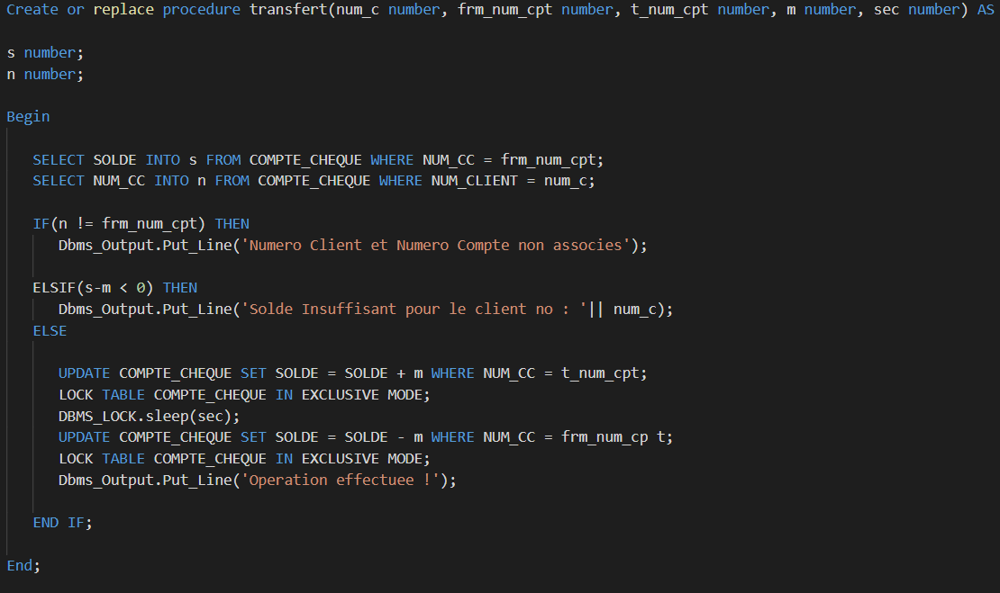 Create or replace procedure transfert(num_c number, frm_num_cpt number, t_num_cpt number, m number, sec number) AS
s number;
n number;
Begin
SELECT SOLDE INTO s FROM COMPTE_CHEQUE WHERE NUM_CC = frm_num_cpt;
SELECT NUM_CC INTO n FROM COMPTE_CHEQUE WHERE NUM_CLIENT = num_c;
IF(n != frm_num_cpt) THEN
Dbms_Output.Put_Line('Numero Client et Numero Compte non associes');
ELSIF(s-m < 0) THEN
Dbms_Output.Put_Line('Solde Insuffisant pour le client no : '|| num_c);
ELSE
UPDATE COMPTE_CHEQUE SET SOLDE = SOLDE + m WHERE NUM_CC = t_num_cpt;
LOCK TABLE COMPTE_CHEQUE IN EXCLUSIVE MODE;
DBMS_LOCK.sleep(sec);
UPDATE COMPTE_CHEQUE SET SOLDE = SOLDE - m WHERE NUM_CC = frm_num_cp t;
LOCK TABLE COMPTE_CHEQUE IN EXCLUSIVE MODE;
Dbms_Output.Put_Line('Operation effectuee !');
END IF;
End;